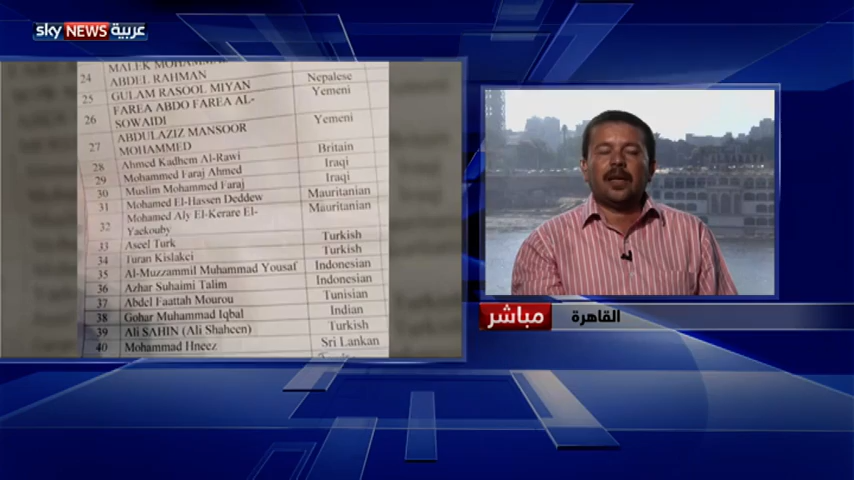 sky NEWS عربية
MALEK MOHAMMAD
24 ABDEL RAHMAN Nepalese
25 GULAM RASOOL MIYAN Yemeni
26 FAREA ABDO FAREA AL-
SOWAIDI Yemeni
27 ABDULAZIZ MANSOOR
MOHAMMED Britain
28 Ahmed Kadhem Al-Rawi Iraqi
29 Mohammed Faraj Ahmed Iraqi
30 Muslim Mohammed Faraj Mauritanian
31 Mohamed El-Hassen Deddew Mauritanian
32 Mohamed Aly El-Kerare El-
Yaekouby Turkish
33 Aseel Turk Turkish
34 Turan Kislakci Indonesian
35 Al-Muzzammil Muhammad Yousaf Indonesian
36 Azhar Suhaimi Talim Tunisian
37 Abdel Faattah Mourou Indian
38 Gohar Muhammad Iqbal Turkish
39 Ali SAHIN (Ali Shaheen) Sri Lankan
40 Mohammad Hneez
مباشر القاهرة